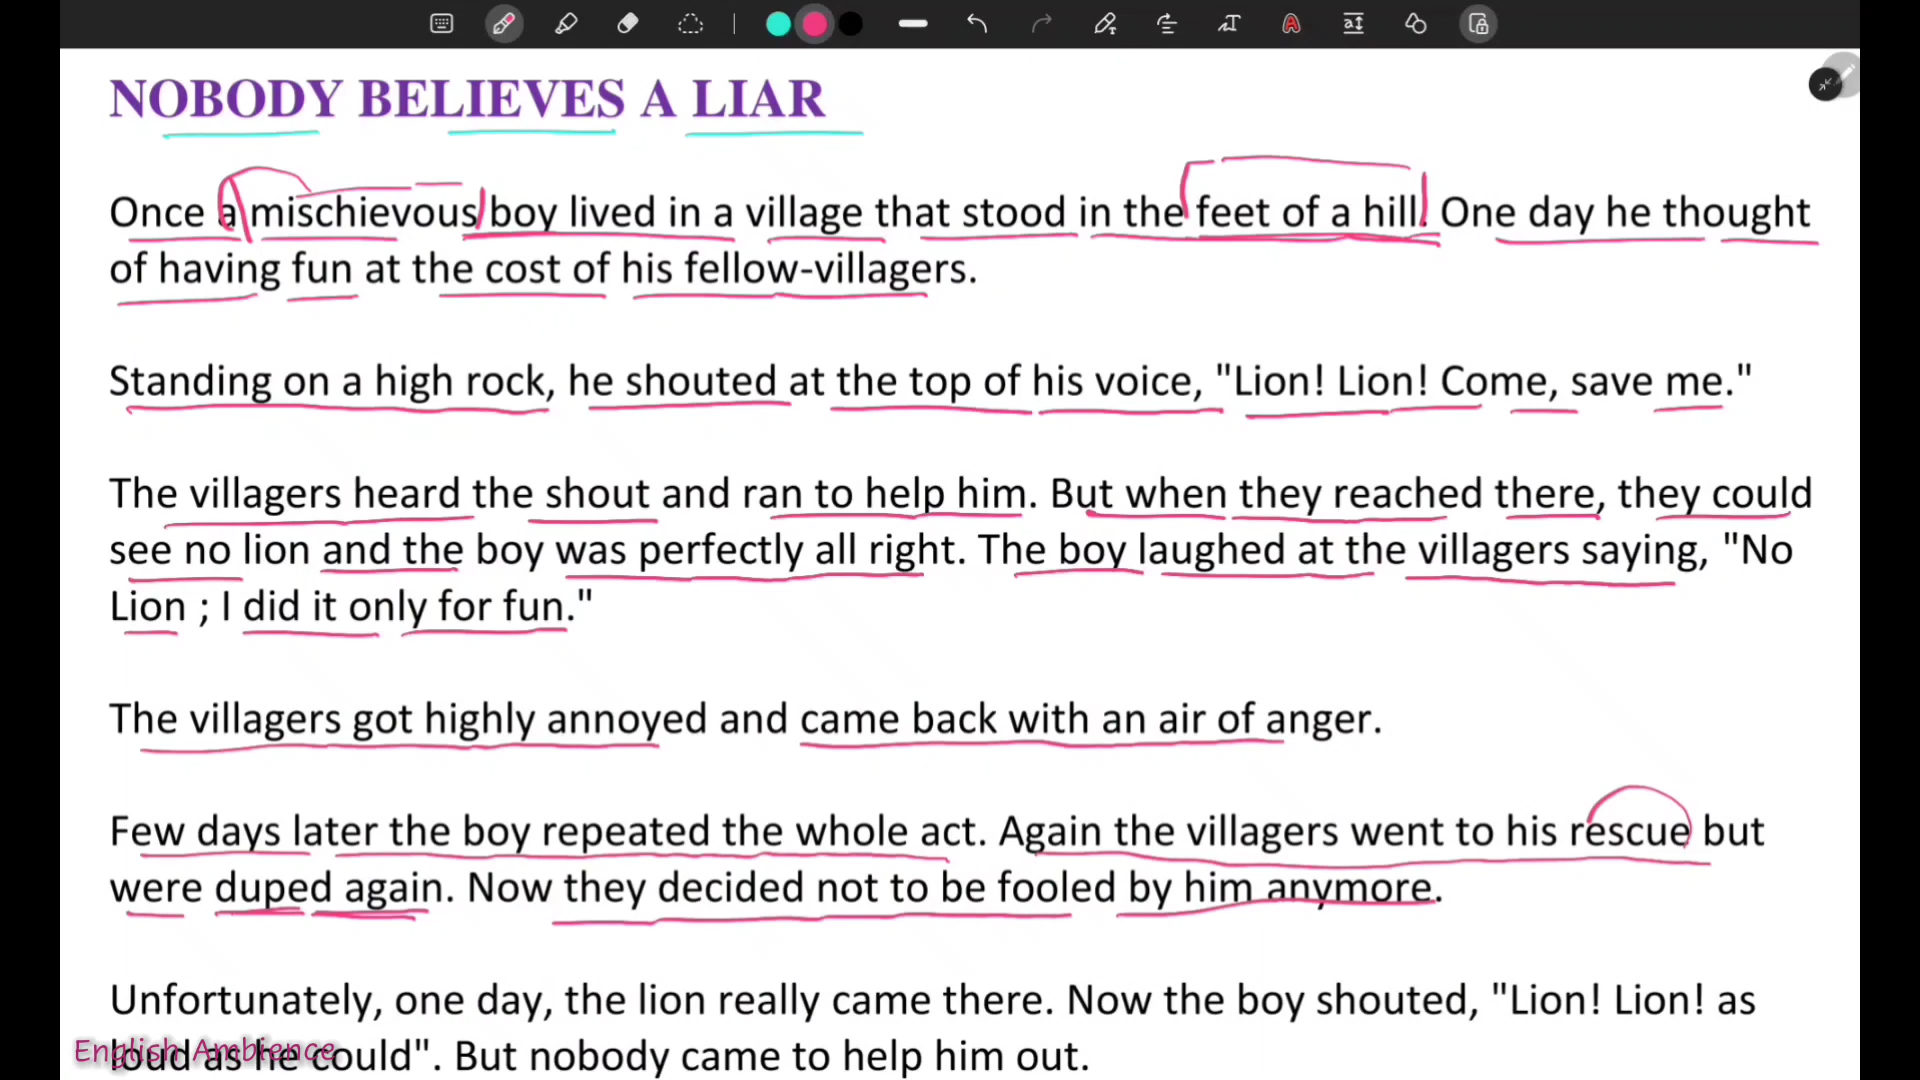 NOBODY BELIEVES A LIAR
Once a mischievous boy lived in a village that stood in the feet of a hill. One day he thought
of having fun at the cost of his fellow-villagers.
Standing on a high rock, he shouted at the top of his voice, "Lion! Lion! Come, save me."
The villagers heard the shout and ran to help him. But when they reached there, they could
see no lion and the boy was perfectly all right. The boy laughed at the villagers saying, "No
Lion ; I did it only for fun."
The villagers got highly annoyed and came back with an air of anger.
Few days later the boy repeated the whole act. Again the villagers went to his rescue but
were duped again. Now they decided not to be fooled by him anymore.
Unfortunately, one day, the lion really came there. Now the boy shouted, "Lion! Lion! as
loud as he could". But nobody came to help him out.
English Ambience